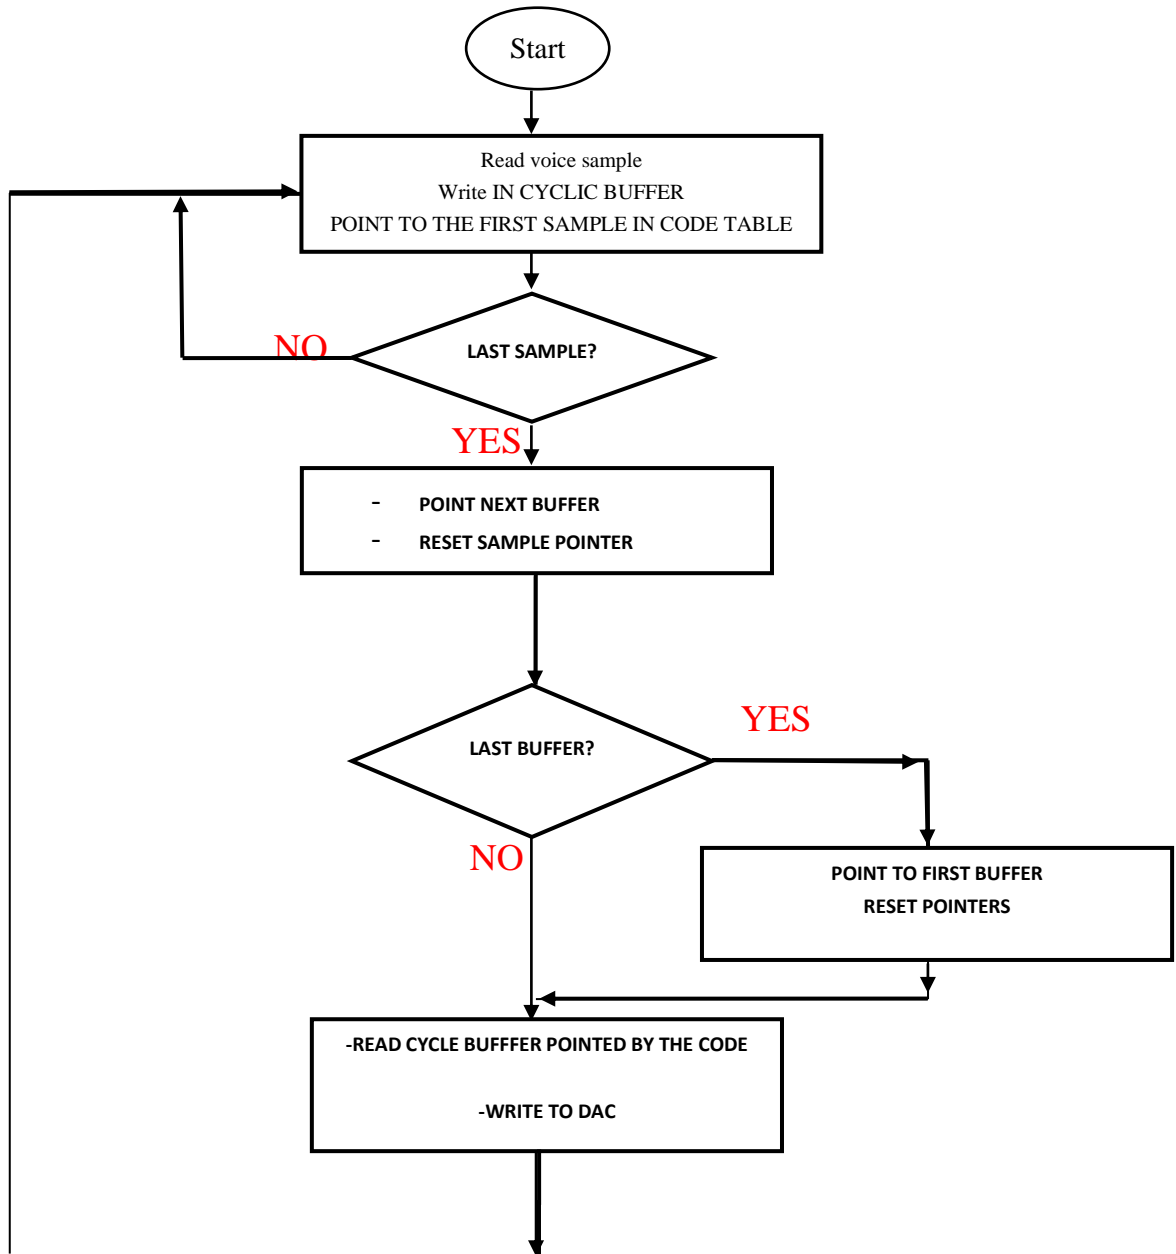 Start
Read voice sample
Write IN CYCLIC BUFFER
POINT TO THE FIRST SAMPLE IN CODE TABLE
NO
LAST SAMPLE?
YES
- POINT NEXT BUFFER
- RESET SAMPLE POINTER
LAST BUFFER?
YES
NO
POINT TO FIRST BUFFER
RESET POINTERS
-READ CYCLE BUFFFER POINTED BY THE CODE
-WRITE TO DAC